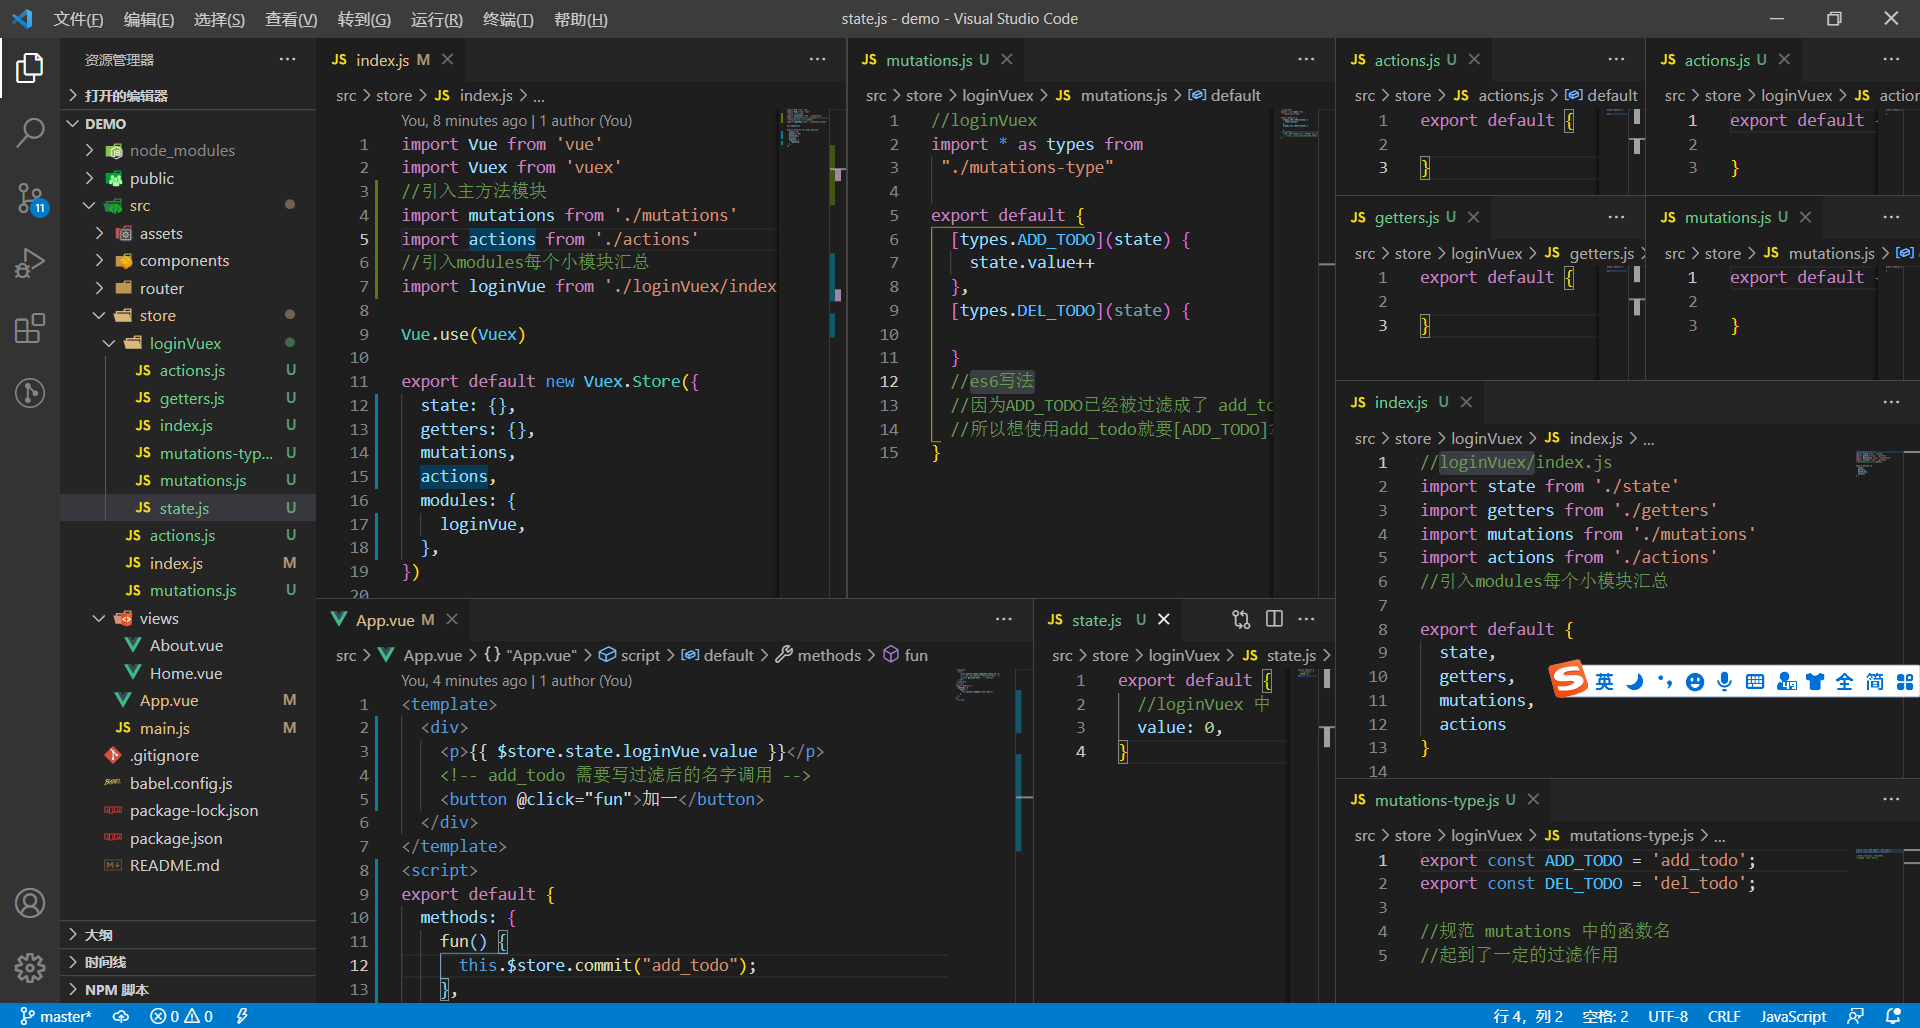 文件(F) 编辑(E) 选择(S) 查看(V) 转到(G) 运行(R) 终端(T) 帮助(H)
state.js - demo - Visual Studio Code
资源管理器
打开的编辑器
DEMO
node_modules
public
src
assets
components
router
store
loginVuex
actions.js U
getters.js U
index.js U
mutations-typ... U
mutations.js U
state.js U
actions.js U
index.js M
mutations.js U
views
About.vue
Home.vue
App.vue M
main.js M
.gitignore
babel.config.js
package-lock.json
package.json
README.md
大纲
时间线
NPM 脚本
11
JS index.js M
src > store > JS index.js > ...
You, 8 minutes ago | 1 author (You)
1 import Vue from 'vue'
2 import Vuex from 'vuex'
3 //引入主方法模块
4 import mutations from './mutations'
5 import actions from './actions'
6 //引入modules每个小模块汇总
7 import loginVue from './loginVuex/index
8
9 Vue.use(Vuex)
10
11 export default new Vuex.Store({
12 state: {},
13 getters: {},
14 mutations,
15 actions,
16 modules: {
17 loginVue,
18 },
19 })
20
JS mutations.js U
src > store > loginVuex > JS mutations.js > default
1 //loginVuex
2 import * as types from
3 "./mutations-type"
4
5 export default {
6 [types.ADD_TODO](state) {
7 state.value++
8 },
9 [types.DEL_TODO](state) {
10
11 }
12 //es6写法
13 //因为ADD_TODO已经被过滤成了 add_to
14 //所以想使用add_todo就要[ADD_TODO]
15 }
JS actions.js U
src > store > JS actions.js > default
1 export default {
2
3 }
JS actions.js U
src > store > loginVuex > JS action
1 export default
2
3 }
JS getters.js U
src > store > loginVuex > JS getters.js >
1 export default {
2
3 }
JS mutations.js U
src > store > JS mutations.js >
1 export default
2
3 }
JS index.js U
src > store > loginVuex > JS index.js > ...
1 //loginVuex/index.js
2 import state from './state'
3 import getters from './getters'
4 import mutations from './mutations'
5 import actions from './actions'
6 //引入modules每个小模块汇总
7
8 export default {
9 state,
10 getters,
11 mutations,
12 actions
13 }
14
S 英 全 简
App.vue M
src > App.vue > {} "App.vue" > script > default > methods > fun
You, 4 minutes ago | 1 author (You)
1 <template>
2 <div>
3 <p>{{ $store.state.loginVue.value }}</p>
4 <!-- add_todo 需要写过滤后的名字调用 -->
5 <button @click="fun">加一</button>
6 </div>
7 </template>
8 <script>
9 export default {
10 methods: {
11 fun() {
12 this.$store.commit("add_todo");
13 },
JS state.js U
src > store > loginVuex > JS state.js >
1 export default {
2 //loginVuex 中
3 value: 0,
4 }
JS mutations-type.js U
src > store > loginVuex > JS mutations-type.js > ...
1 export const ADD_TODO = 'add_todo';
2 export const DEL_TODO = 'del_todo';
3
4 //规范 mutations 中的函数名
5 //起到了一定的过滤作用
master* 0 0
行 4，列 2 空格: 2 UTF-8 CRLF JavaScript